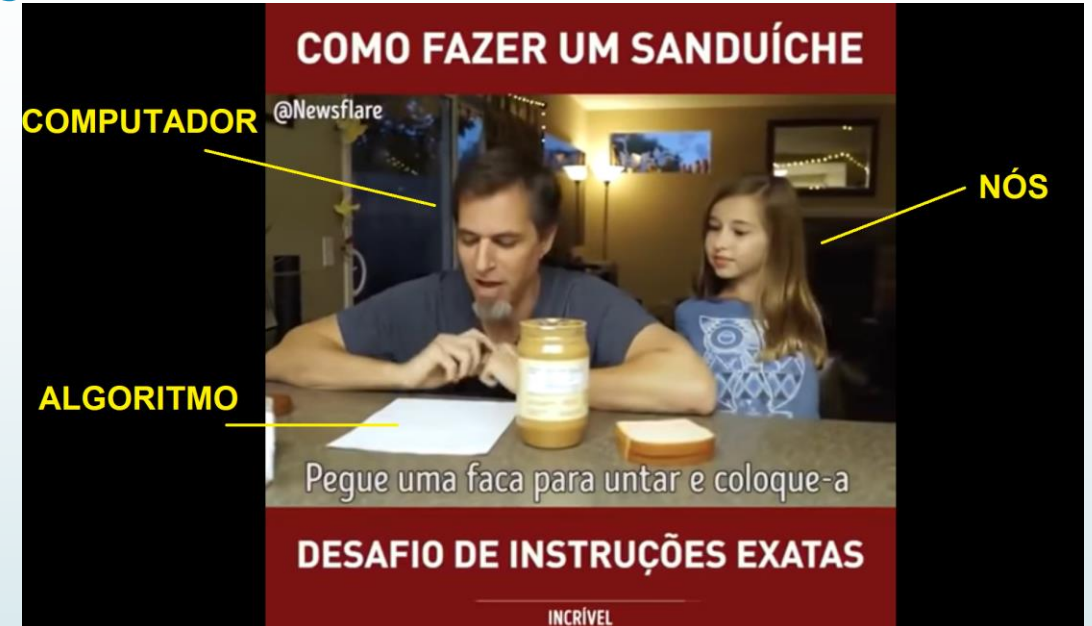 COMO FAZER UM SANDUÍCHE
@Newsflare
COMPUTADOR
NÓS
ALGORITMO
Pegue uma faca para untar e coloque-a
DESAFIO DE INSTRUÇÕES EXATAS
INCRÍVEL